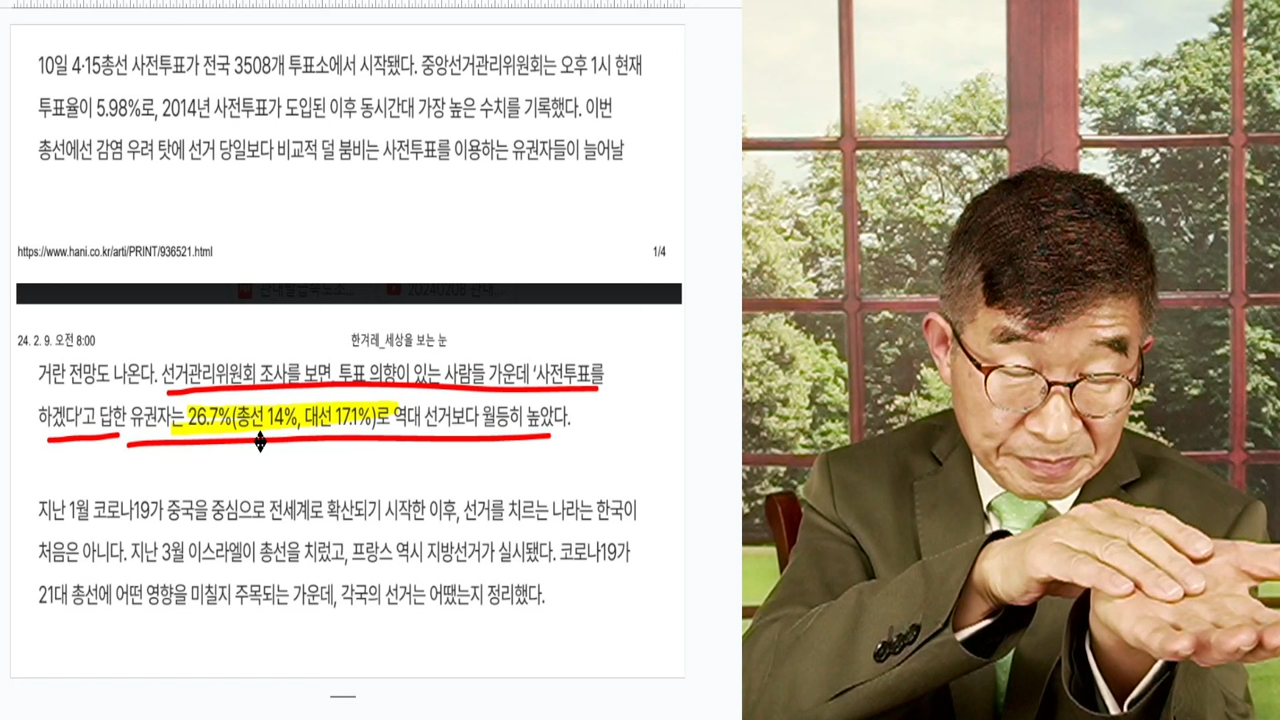 10일 4·15총선 사전투표가 전국 3508개 투표소에서 시작됐다. 중앙선거관리위원회는 오후 1시 현재
투표율이 5.98%로, 2014년 사전투표가 도입된 이후 동시간대 가장 높은 수치를 기록했다. 이번
총선에선 감염 우려 탓에 선거 당일보다 비교적 덜 붐비는 사전투표를 이용하는 유권자들이 늘어날
https://www.hani.co.kr/arti/PRINT/936521.html 1/4
24. 2. 9. 오전 8:00 한겨레_세상을 보는 눈
거란 전망도 나온다. 선거관리위원회 조사를 보면, 투표 의향이 있는 사람들 가운데 '사전투표를
하겠다'고 답한 유권자는 26.7%(총선 14%, 대선 17.1%)로 역대 선거보다 월등히 높았다.
지난 1월 코로나19가 중국을 중심으로 전세계로 확산되기 시작한 이후, 선거를 치르는 나라는 한국이
처음은 아니다. 지난 3월 이스라엘이 총선을 치렀고, 프랑스 역시 지방선거가 실시됐다. 코로나19가
21대 총선에 어떤 영향을 미칠지 주목되는 가운데, 각국의 선거는 어땠는지 정리했다.